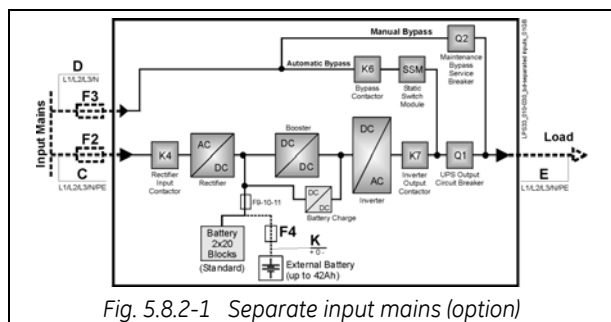 Manual Bypass
Q2
Maintenance
Bypass
Service
Breaker
D
L1/L2/L3/N
Automatic Bypass
K6
SSM
Bypass
Contactor
Static
Switch
Module
F3
Input Mains
F2
C
L1/L2/L3/N/PE
K4
Rectifier
Input
Contactor
AC
DC
Rectifier
Booster
DC
DC
DC
DC
Battery Charge
DC
AC
Inverter
K7
Inverter
Output
Contactor
Q1
UPS Output
Circuit Breaker
Load
E
L1/L2/L3/N/PE
F9-10-11
Battery
2x20
Blocks
(Standard)
F4
K
+ 0 -
External Battery
(up to 42Ah)
Fig. 5.8.2-1 Separate input mains (option)